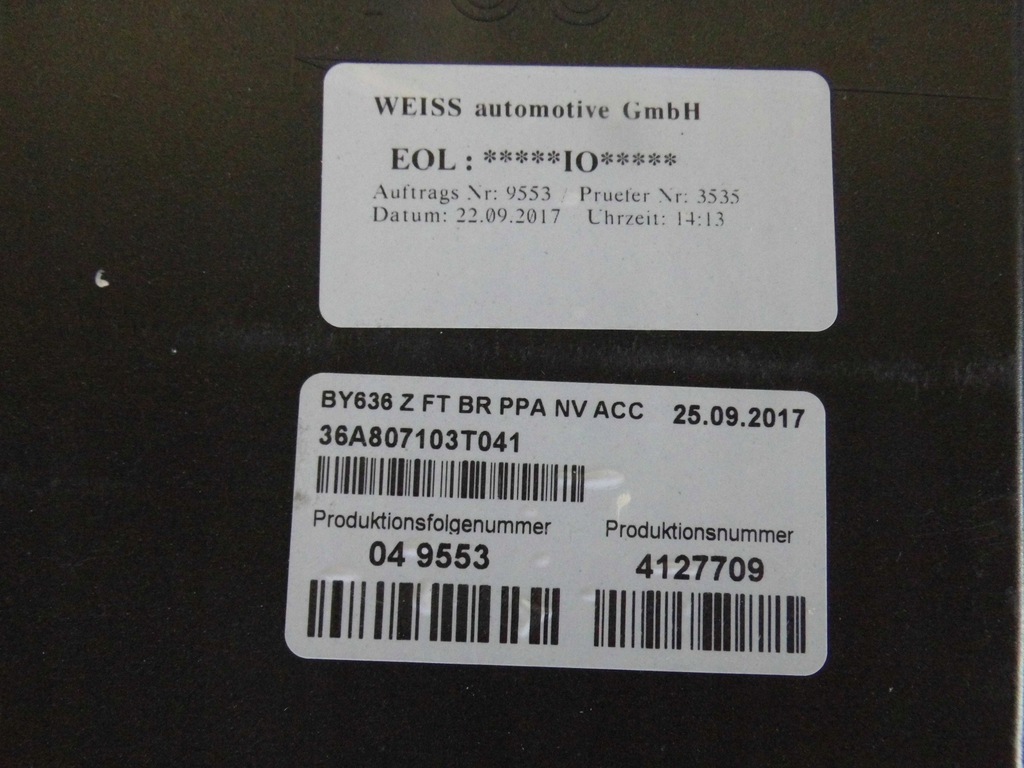 WEISS automotive GmbH
EOL : *****IO*****
Auftrags Nr: 9553 / Pruefer Nr: 3535
Datum: 22.09.2017 Uhrzeit: 14:13
BY636 Z FT BR PPA NV ACC 25.09.2017
36A807103T041
Produktionsfolgenummer Produktionsnummer
04 9553 4127709